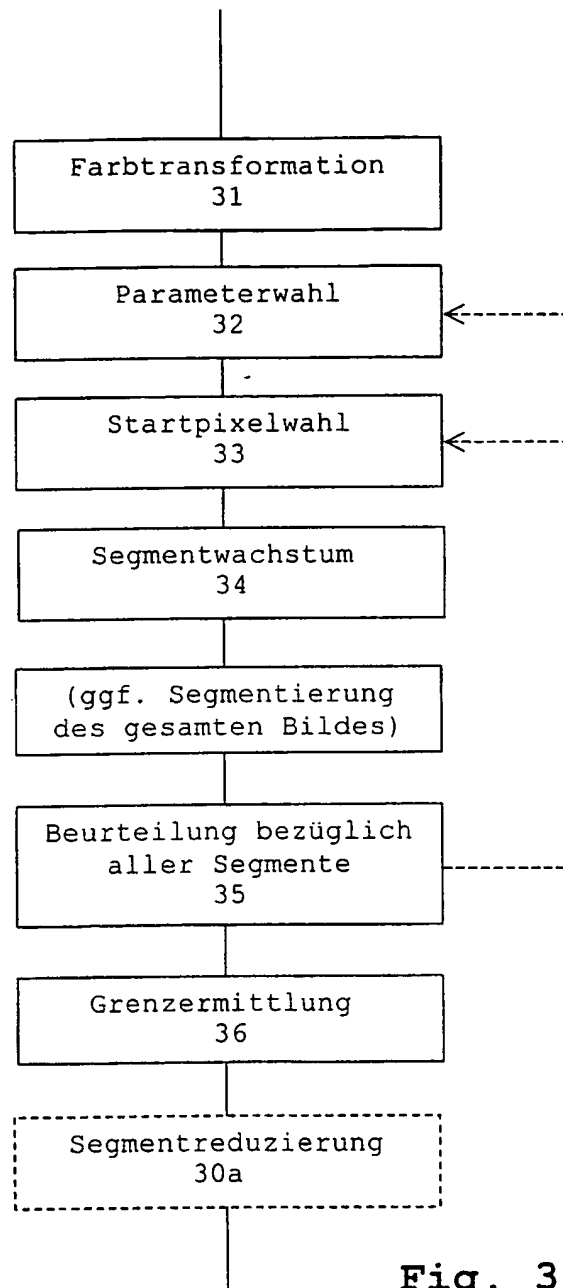 Farbtransformation
31
Parameterwahl
32
Startpixelwahl
33
Segmentwachstum
34
(ggf. Segmentierung
des gesamten Bildes)
Beurteilung bezüglich
aller Segmente
35
Grenzermittlung
36
Segmentreduzierung
30a
Fig. 3